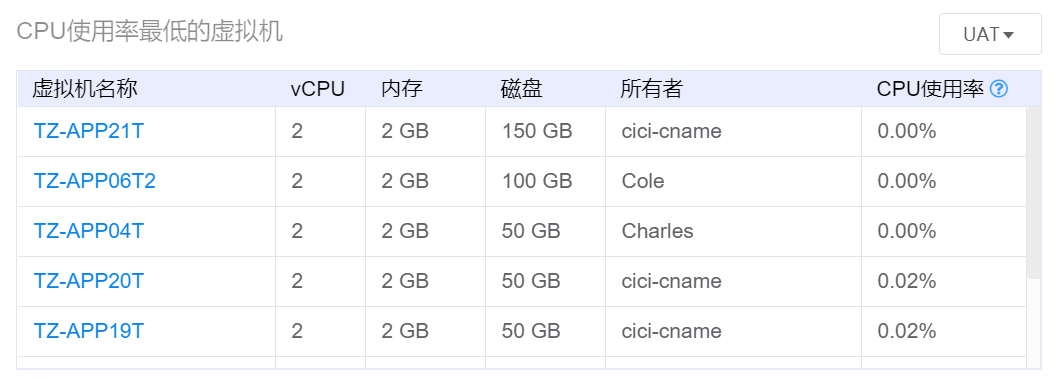 CPU使用率最低的虚拟机
UAT
虚拟机名称 vCPU 内存 磁盘 所有者 CPU使用率 ?
TZ-APP21T 2 2 GB 150 GB cici-cname 0.00%
TZ-APP06T2 2 2 GB 100 GB Cole 0.00%
TZ-APP04T 2 2 GB 50 GB Charles 0.00%
TZ-APP20T 2 2 GB 50 GB cici-cname 0.02%
TZ-APP19T 2 2 GB 50 GB cici-cname 0.02%